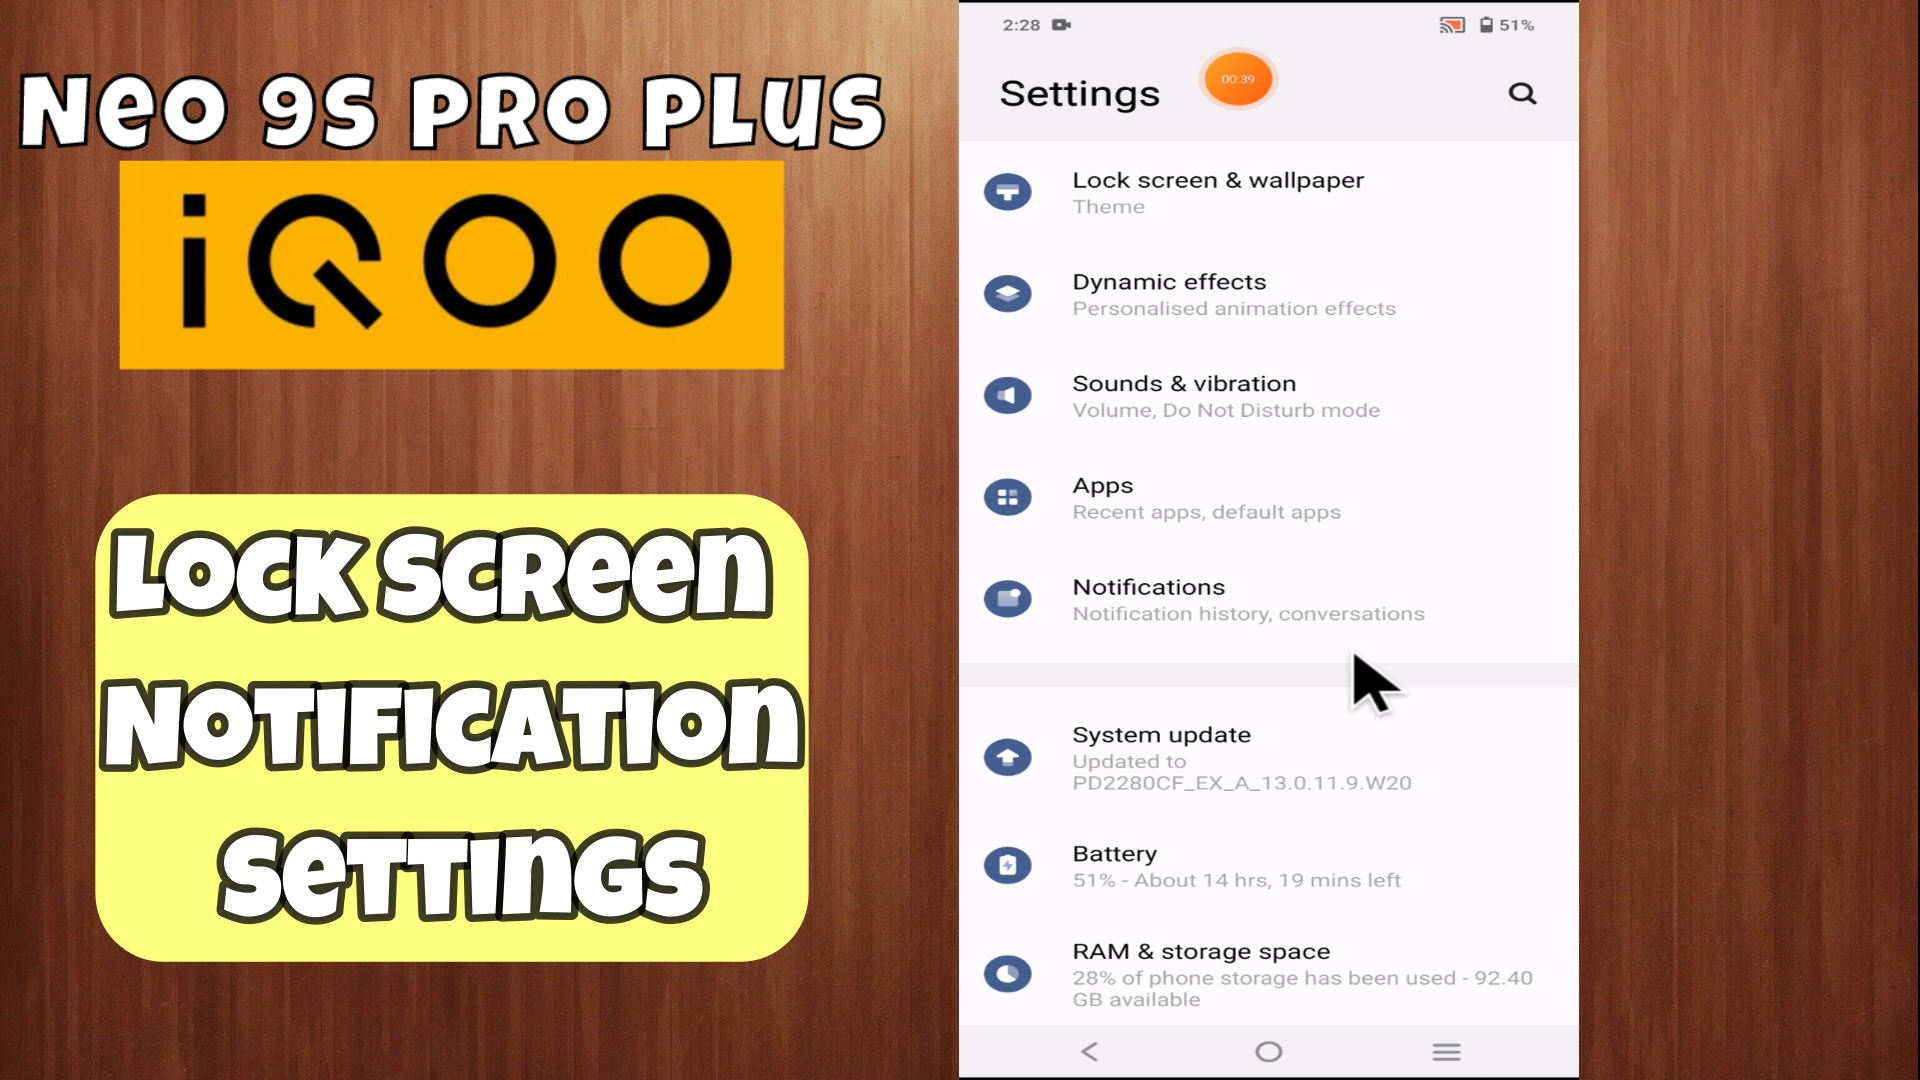 Neo 9s Pro Plus
iQOO
Lock Screen
Notification
Settings
2:28
51%
Settings
00:39
Lock screen & wallpaper
Theme
Dynamic effects
Personalised animation effects
Sounds & vibration
Volume, Do Not Disturb mode
Apps
Recent apps, default apps
Notifications
Notification history, conversations
System update
Updated to
PD2280CF_EX_A_13.0.11.9.W20
Battery
51% - About 14 hrs, 19 mins left
RAM & storage space
28% of phone storage has been used - 92.40
GB available